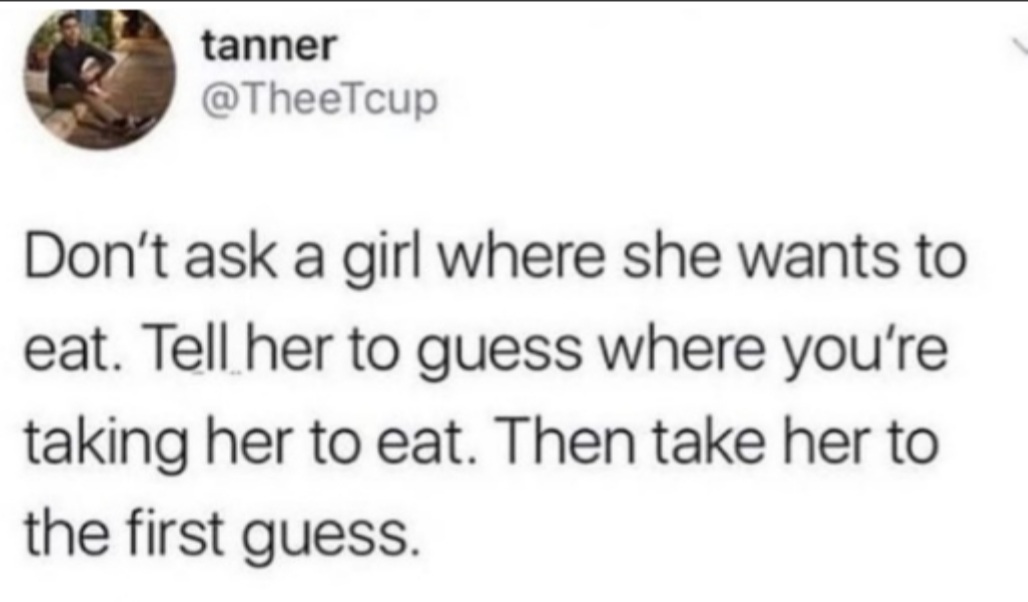 tanner
@TheeTcup
Don't ask a girl where she wants to
eat. Tell her to guess where you're
taking her to eat. Then take her to
the first guess.